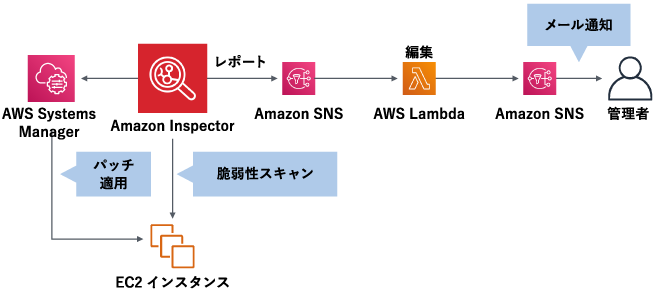 メール通知
編集
レポート
AWS Systems
Manager
Amazon Inspector
Amazon SNS
AWS Lambda
Amazon SNS
管理者
パッチ
適用
脆弱性スキャン
EC2 インスタンス